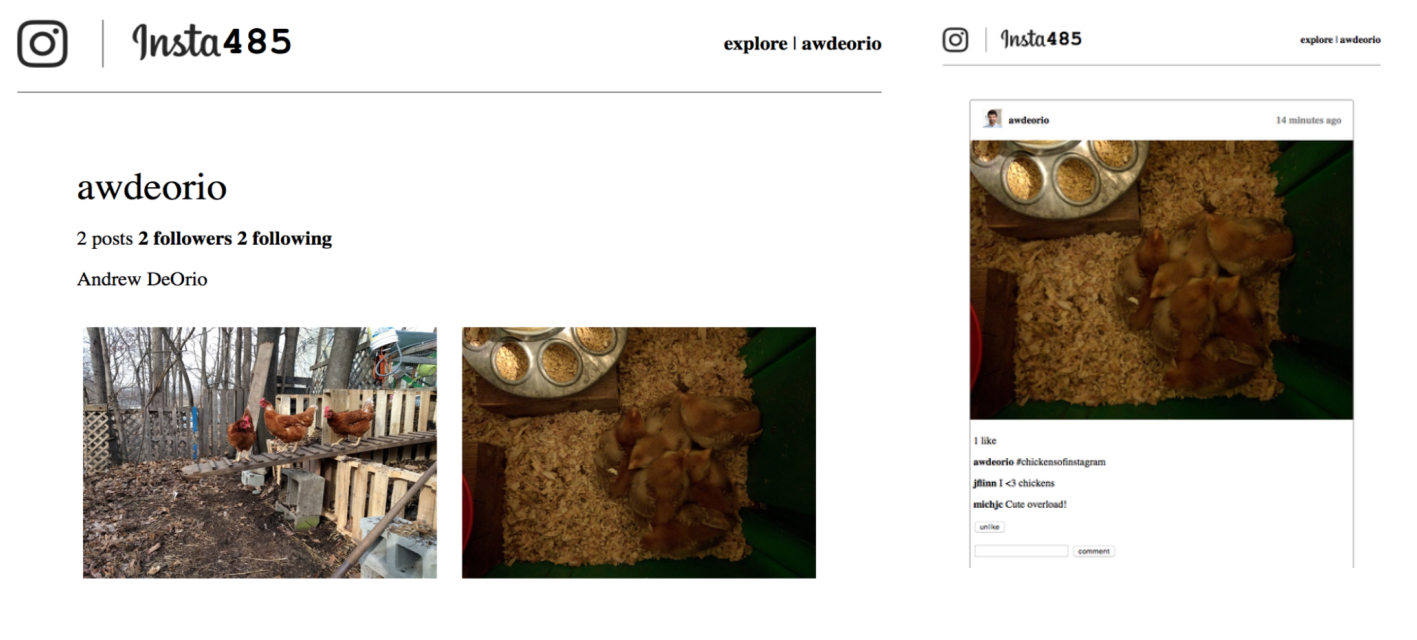 Insta485
explore | awdeorio
awdeorio
2 posts 2 followers 2 following
Andrew DeOrio
Insta485
explore | awdeorio
awdeorio
14 minutes ago
1 like
awdeorio #chickensofinstagram
jflinn I <3 chickens
michjc Cute overload!
unlike
comment